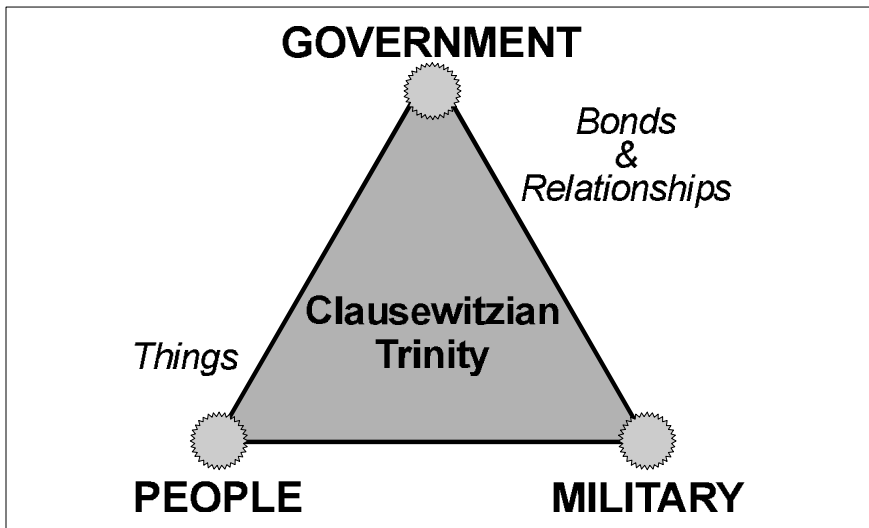 GOVERNMENT
Bonds
&
Relationships
Clausewitzian
Trinity
Things
PEOPLE
MILITARY